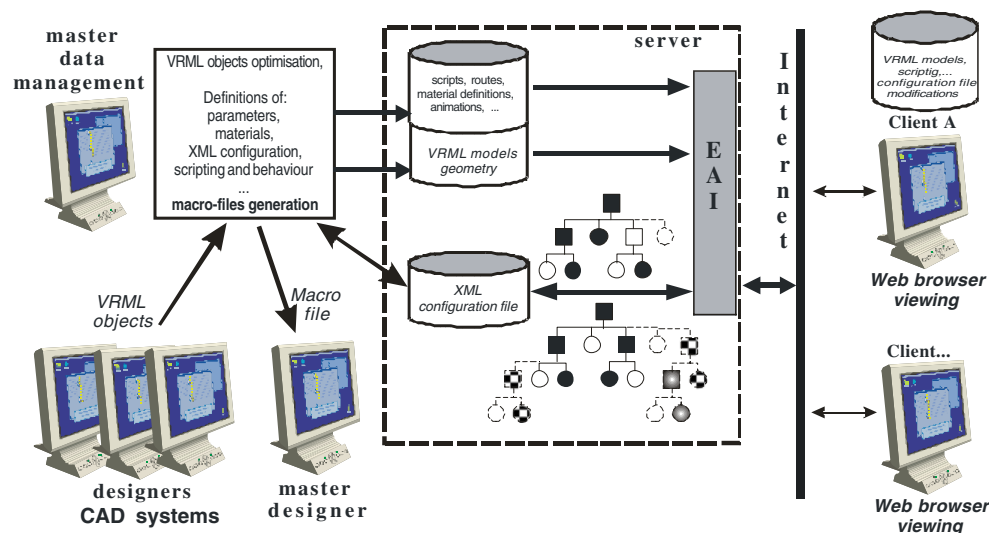 master
data
management
VRML objects optimisation,
Definitions of:
parameters,
materials,
XML configuration,
scripting and behaviour
...
macro-files generation
VRML
objects
Macro
file
designers
CAD systems
master
designer
server
scripts, routes,
material definitions,
animations, ...
VRML models
geometry
XML
configuration file
EAI
Internet
VRML models,
scriptig,...
configuration file
modifications
Client A
Web browser
viewing
Client...
Web browser
viewing